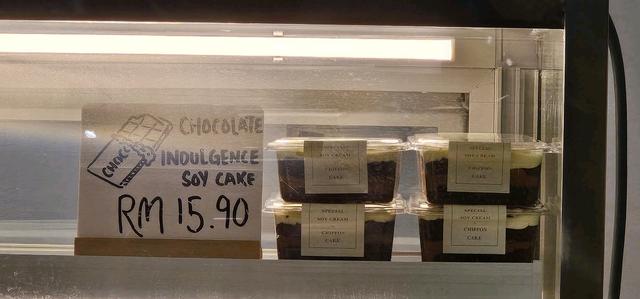 CHOCOLATE
CHOC
INDULGENCE
SOY CAKE
RM 15.90
SPECIAL
SOY CREAM
CHIFFON
CAKE
SPECIAL
SOY CREAM
CHIFFON
CAKE
SPECIAL
SOY CREAM
CHIFFON
CAKE
SPECIAL
SOY CREAM
CHIFFON
CAKE